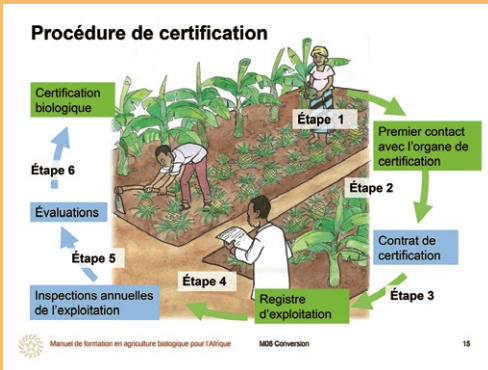 Procédure de certification
Certification
biologique
Étape 1
Premier contact
avec l'organe de
certification
Étape 6
Étape 2
Évaluations
Contrat de
certification
Étape 5
Étape 4
Inspections annuelles
de l'exploitation
Registre
d'exploitation
Étape 3
Manuel de formation en agriculture biologique pour l'Afrique
M08 Conversion
15